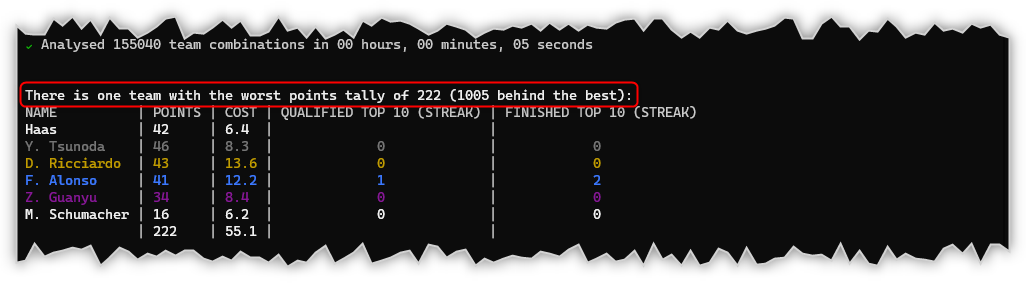 ✓ Analysed 155040 team combinations in 00 hours, 00 minutes, 05 seconds
There is one team with the worst points tally of 222 (1005 behind the best):
NAME | POINTS | COST | QUALIFIED TOP 10 (STREAK) | FINISHED TOP 10 (STREAK)
Haas | 42 | 6.4 | |
Y. Tsunoda | 46 | 8.3 | 0 | 0
D. Ricciardo | 43 | 13.6 | 0 | 0
F. Alonso | 41 | 12.2 | 1 | 2
Z. Guanyu | 34 | 8.4 | 0 | 0
M. Schumacher | 16 | 6.2 | 0 | 0
| 222 | 55.1 | |